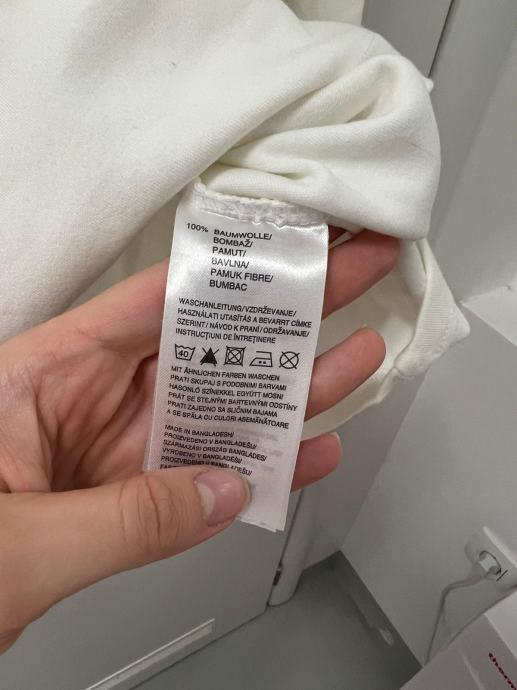 100% BAUMWOLLE/
BOMBAŽ/
PAMUT/
BAVLNA/
PAMUK FIBRE/
BUMBAC
WASCHANLEITUNG/VZDRŽEVANJE/
HASZNÁLATI UTASÍTÁS A BEVARRT CÍMKE
SZERINT/NÁVOD K PRANÍ/ODRŽAVANJE/
INSTRUCŢIUNI DE ÎNTREŢINERE
40
MIT ÄHNLICHEN FARBEN WASCHEN
PRATI SKUPAJ S PODOBNIMI BARVAMI
HASONLÓ SZÍNEKKEL EGYÜTT MOSNI
PRÁT SE STEJNÝMI BAREVNÝMI ODSTÍNY
PRATI ZAJEDNO SA SLIČNIM BAJAMA
A SE SPĂLA CU CULORI ASEMĂNĂTOARE
MADE IN BANGLADESH/
PROIZVEDENO V BANGLADEŠU/
SZÁRMAZÁSI ORSZÁG BANGLADES/
VYROBENO V BANGLADÉŠI/
PROIZVEDENO U BANGLADEŠU/